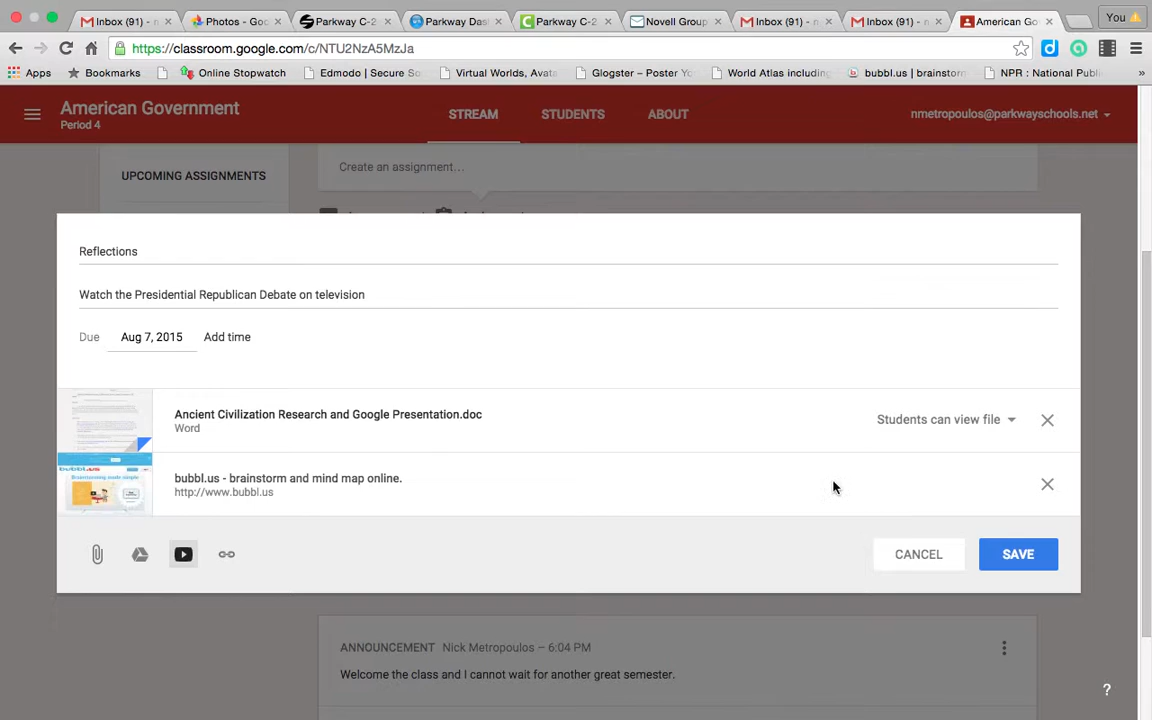 Inbox (91) - n
Photos - Goo
Parkway C-2
Parkway Das
Parkway C-2
Novell Group
Inbox (91) - n
Inbox (91) - n
American Go
You
https://classroom.google.com/c/NTU2NzA5MzJa
Apps
Bookmarks
Online Stopwatch
Edmodo | Secure So
Virtual Worlds, Avata
Glogster – Poster Yo
World Atlas including
bubbl.us | brainstorm
NPR : National Publ
»
American Government
Period 4
STREAM
STUDENTS
ABOUT
nmetropoulos@parkwayschools.net
UPCOMING ASSIGNMENTS
Create an assignment...
Reflections
Watch the Presidential Republican Debate on television
Due Aug 7, 2015 Add time
Ancient Civilization Research and Google Presentation.doc
Word
Students can view file
bubbl.us - brainstorm and mind map online.
http://www.bubbl.us
CANCEL
SAVE
ANNOUNCEMENT Nick Metropoulos – 6:04 PM
Welcome the class and I cannot wait for another great semester.
?